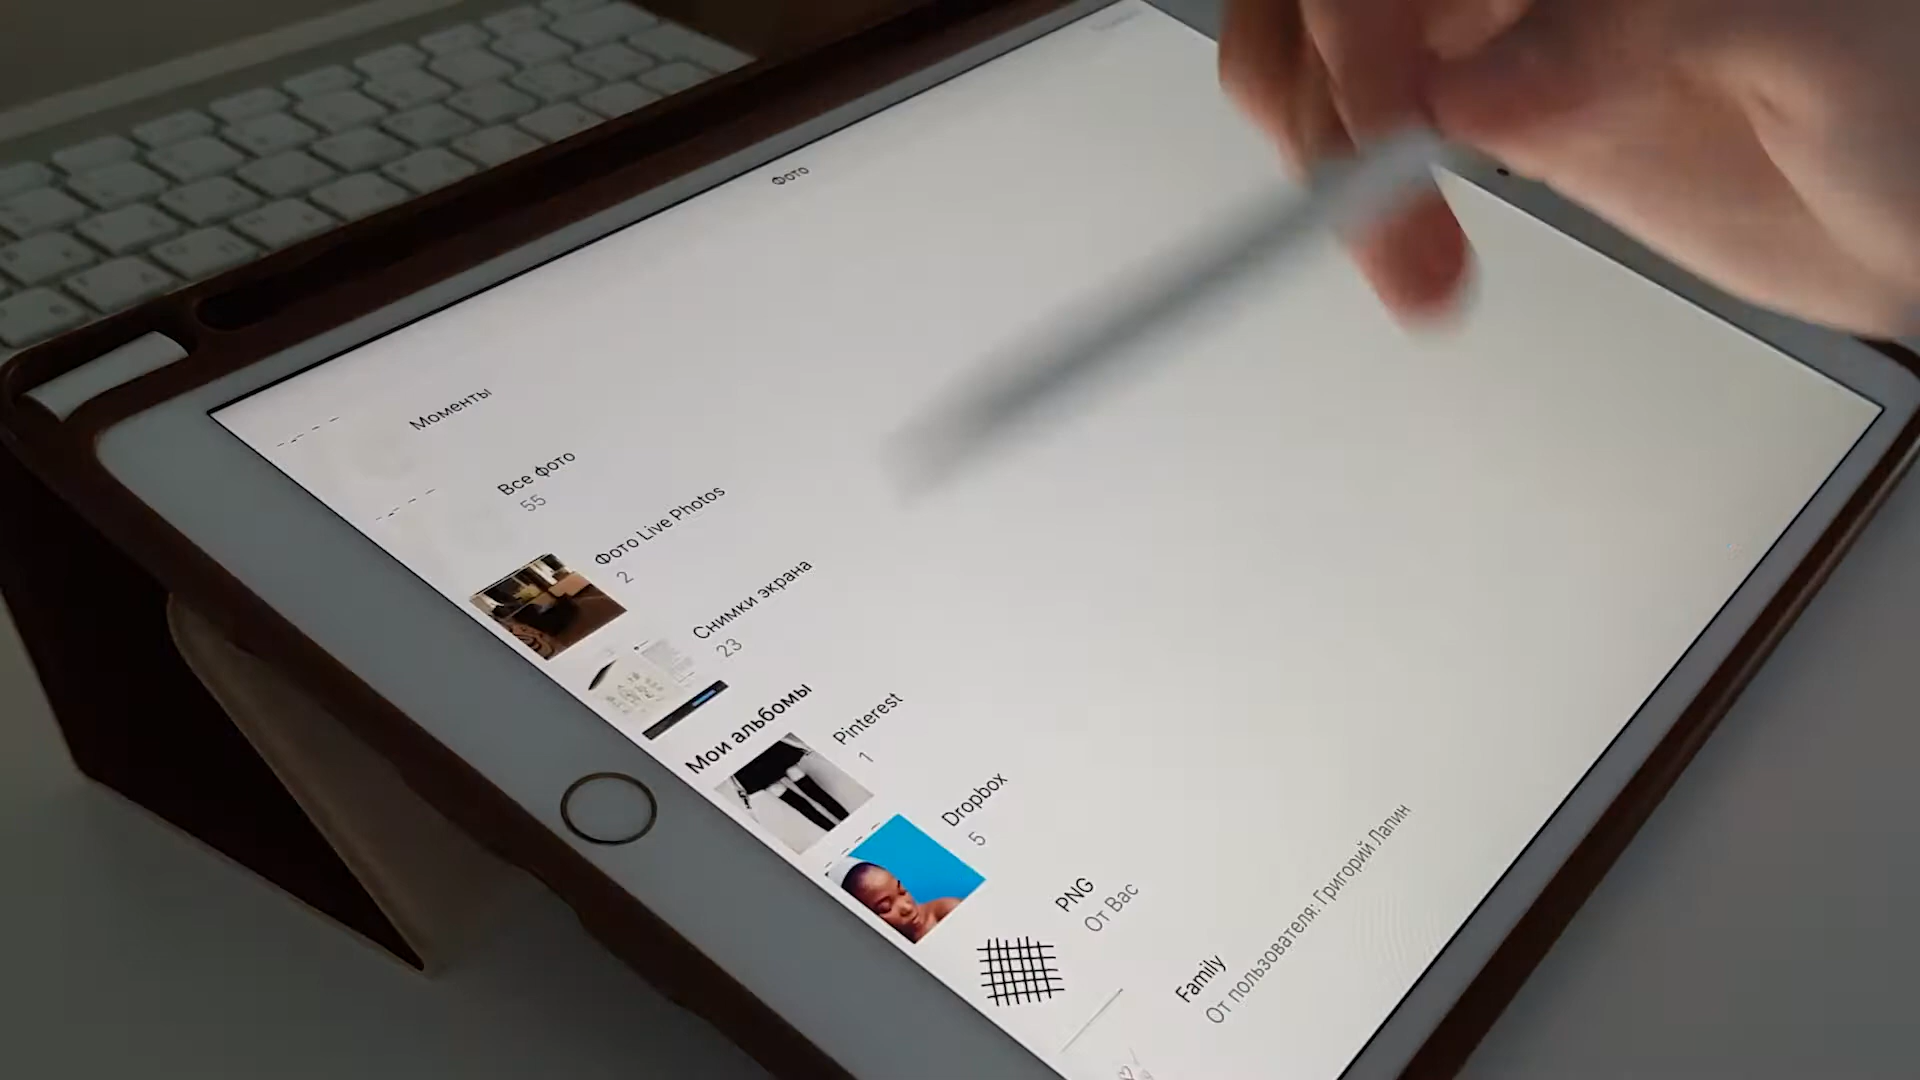 Фото
Моменты
Все фото
55
Фото Live Photos
2
Снимки экрана
23
Мои альбомы
Pinterest
1
Dropbox
5
PNG
От Вас
Family
От пользователя: Григорий Лапин